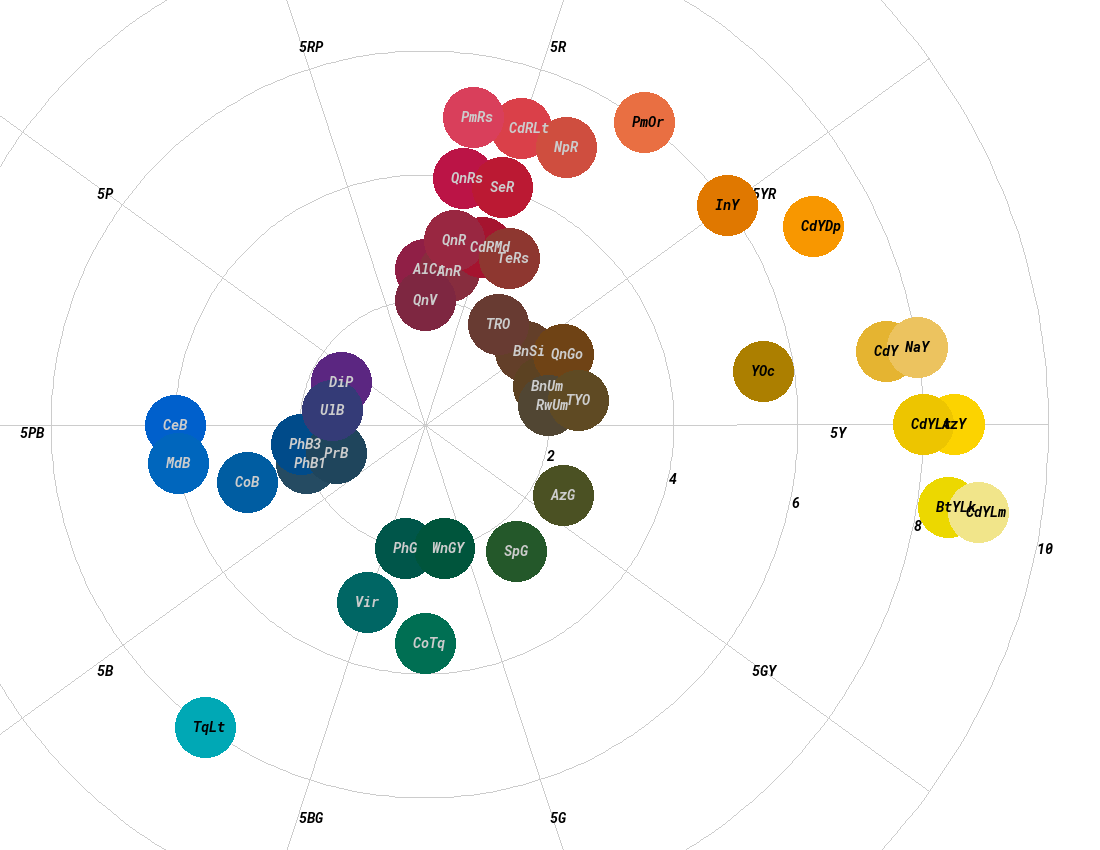 5RP
5R
PmRs
CdRLt
PmOr
NpR
QnRs
SeR
5P
5YR
InY
CdYDp
QnR
CdRMd
TeRs
AlCr
AnR
QnV
TRO
BnSi
QnGo
CdY
NaY
YOc
DiP
BnUm
UlB
RwUm
TYO
CeB
5PB
CdYLt
AzY
5Y
PhB3
PrB
2
MdB
PhB1
CoB
4
AzG
6
BtYLk
CdYLm
8
PhG
WnGY
SpG
10
Vir
CoTq
5B
5GY
TqLt
5BG
5G